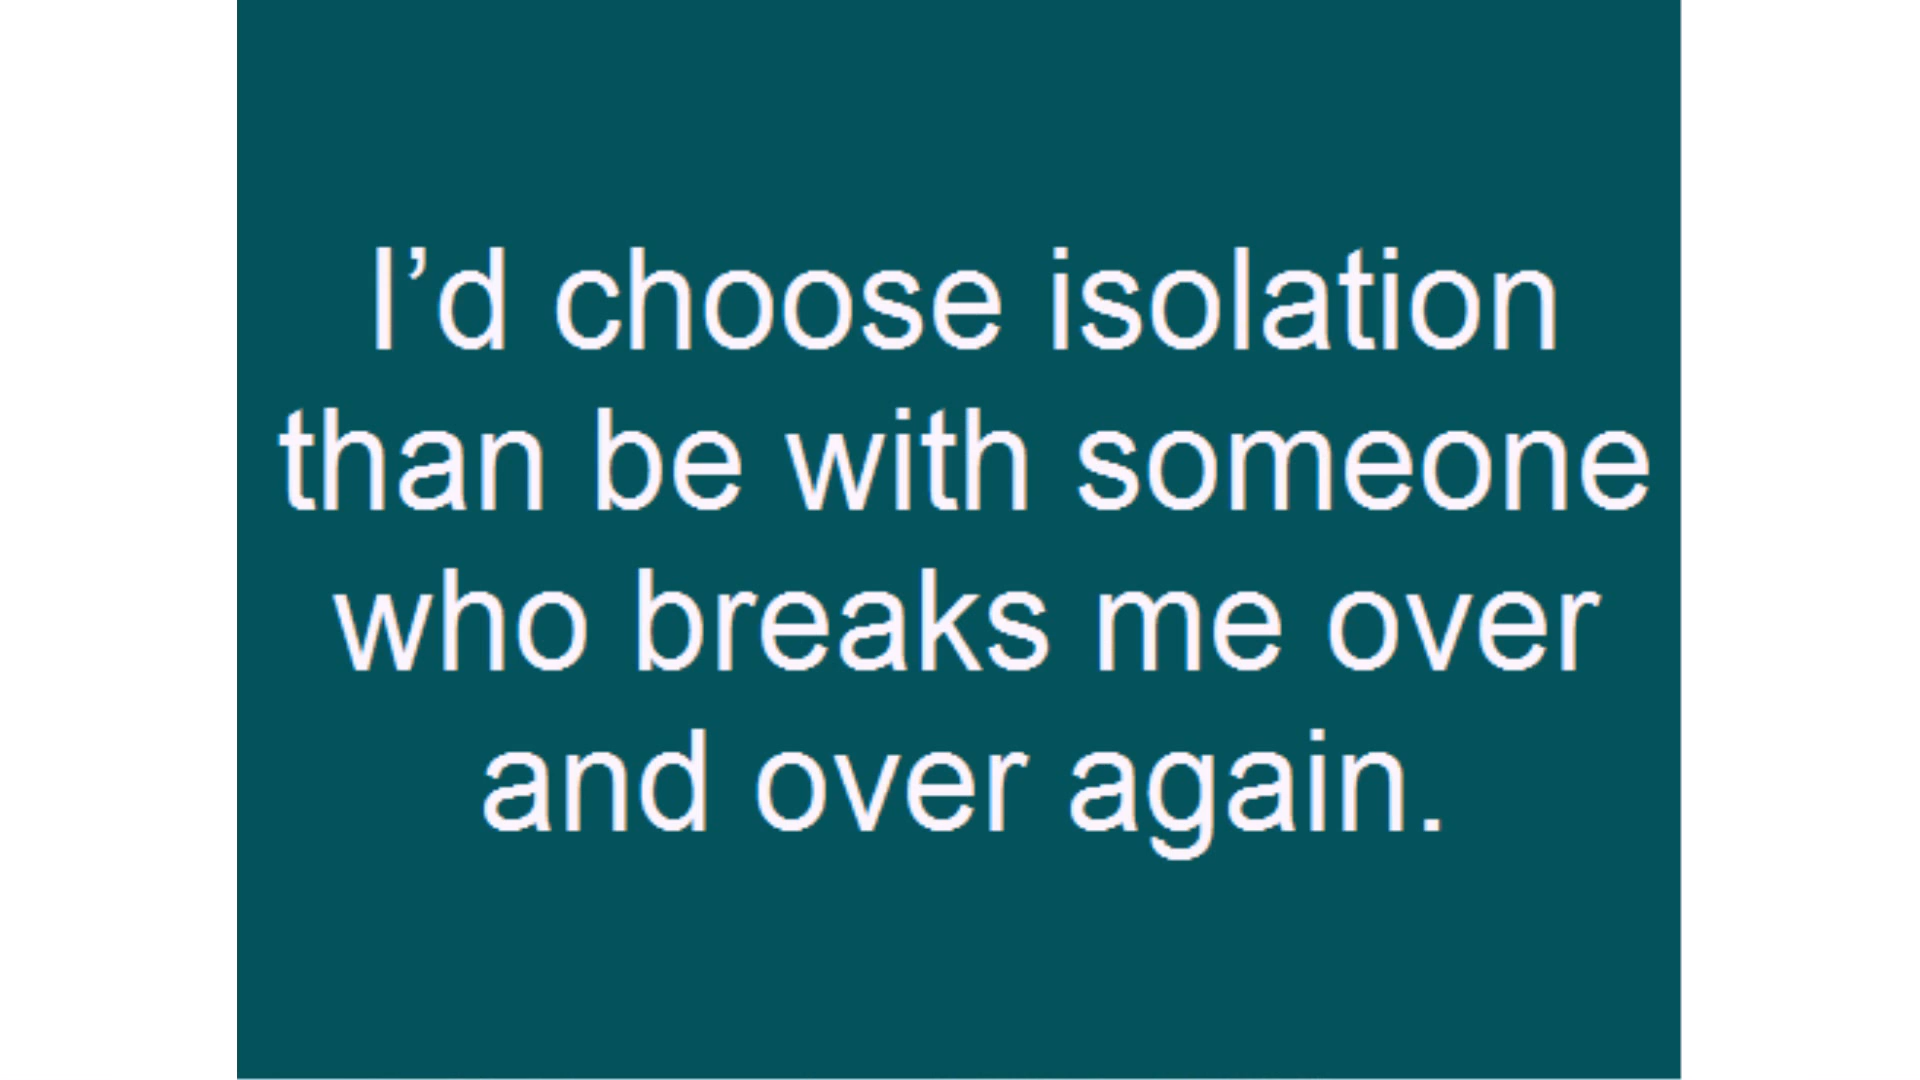 I’d choose isolation
than be with someone
who breaks me over
and over again.